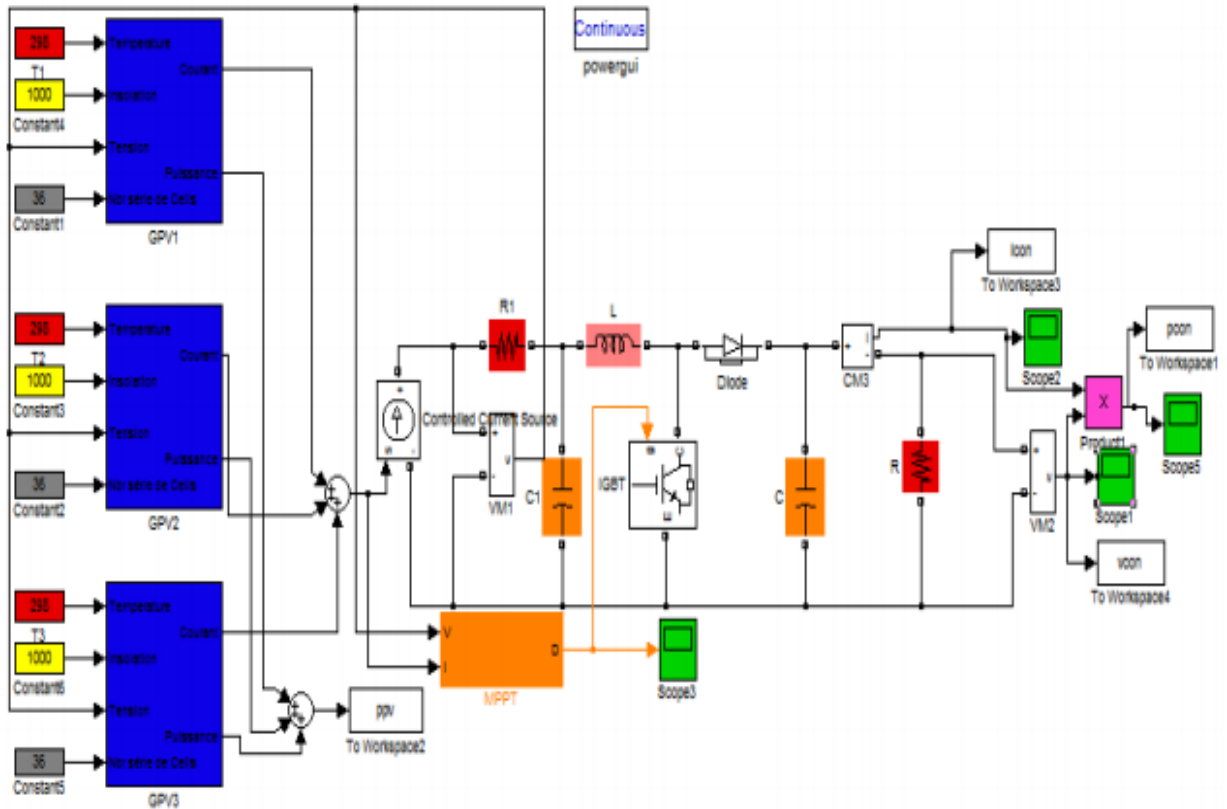 298
T1
1000
Constant4
36
Constant1
Temperature
Insolation
Tension
Nbr série de Cells
Courant
Puissance
GPV1
298
T2
1000
Constant3
36
Constant2
Temperature
Insolation
Tension
Nbr série de Cells
Courant
Puissance
GPV2
298
T3
1000
Constant6
36
Constant5
Temperature
Insolation
Tension
Nbr série de Cells
Courant
Puissance
GPV3
Continuous
powergui
R1
L
Diode
Controlled Current Source
s
VM1
v
C1
IGBT
g
C
E
C
CM3
i
R
Icon
To Workspace3
Scope2
pcon
To Workspace1
X
Product1
Scope5
Scope1
VM2
v
vcon
To Workspace4
V
I
D
MPPT
Scope3
ppv
To Workspace2